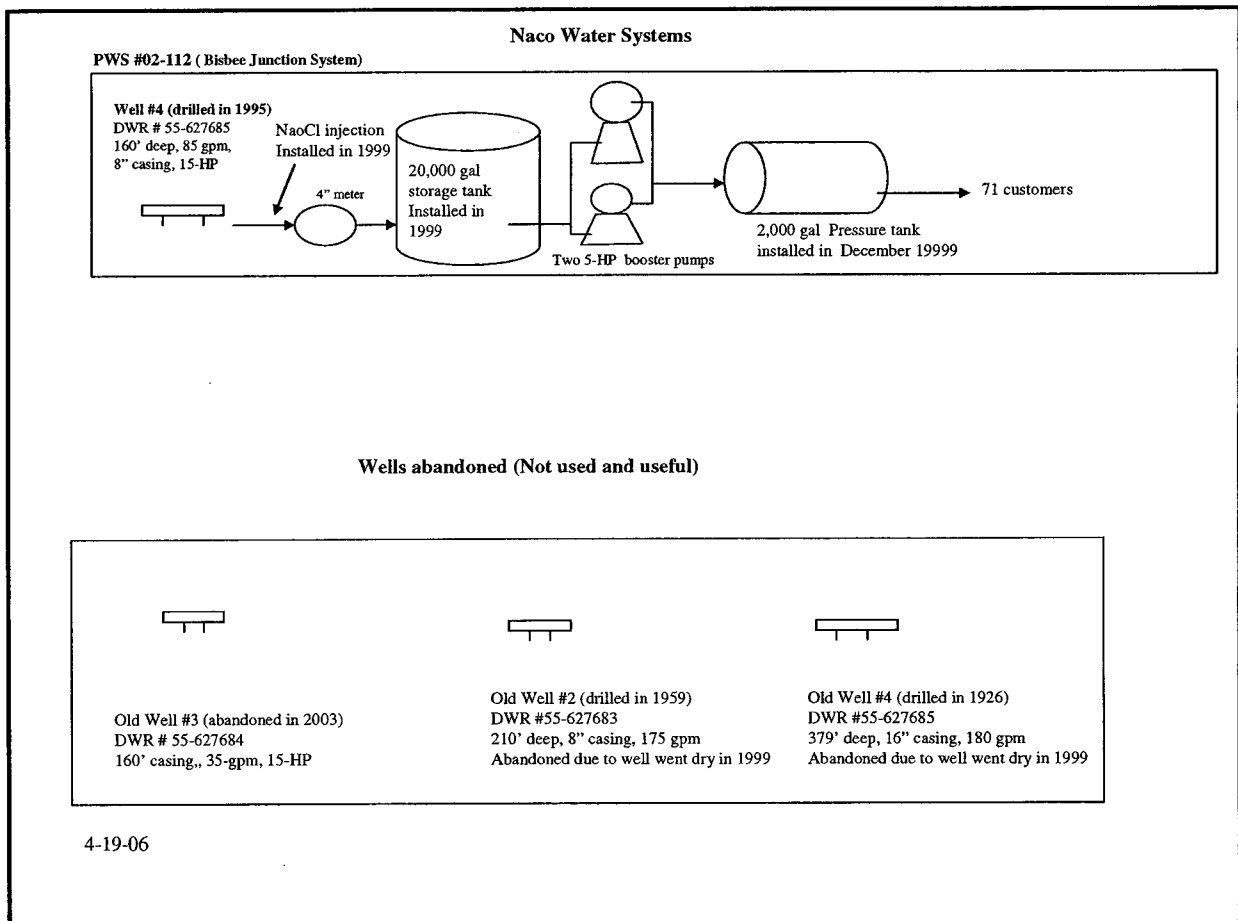 Naco Water Systems
PWS #02-112 ( Bisbee Junction System)
Well #4 (drilled in 1995)
DWR # 55-627685
160' deep, 85 gpm,
8" casing, 15-HP
NaoCl injection
Installed in 1999
4" meter
20,000 gal
storage tank
Installed in
1999
Two 5-HP booster pumps
2,000 gal Pressure tank
installed in December 19999
71 customers
Wells abandoned (Not used and useful)
Old Well #3 (abandoned in 2003)
DWR # 55-627684
160' casing,, 35-gpm, 15-HP
Old Well #2 (drilled in 1959)
DWR #55-627683
210' deep, 8" casing, 175 gpm
Abandoned due to well went dry in 1999
Old Well #4 (drilled in 1926)
DWR #55-627685
379' deep, 16" casing, 180 gpm
Abandoned due to well went dry in 1999
4-19-06